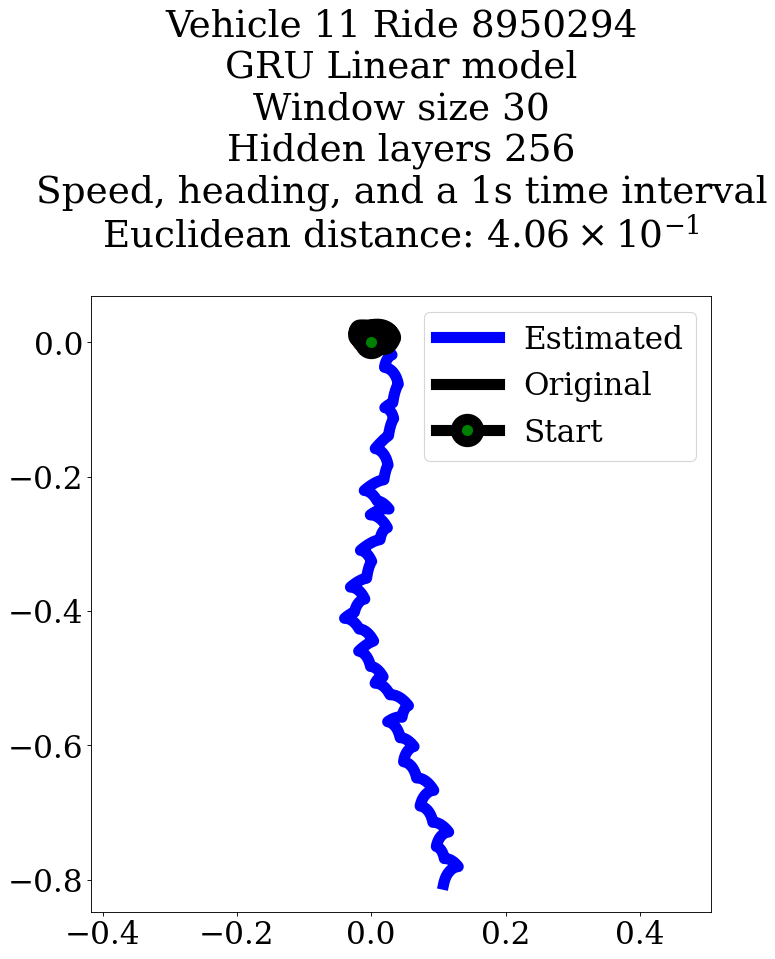 Vehicle 11 Ride 8950294
GRU Linear model
Window size 30
Hidden layers 256
Speed, heading, and a 1s time interval
Euclidean distance: 4.06 × 10⁻¹
Estimated
Original
Start
0.0
−0.2
−0.4
−0.6
−0.8
−0.4 −0.2 0.0 0.2 0.4